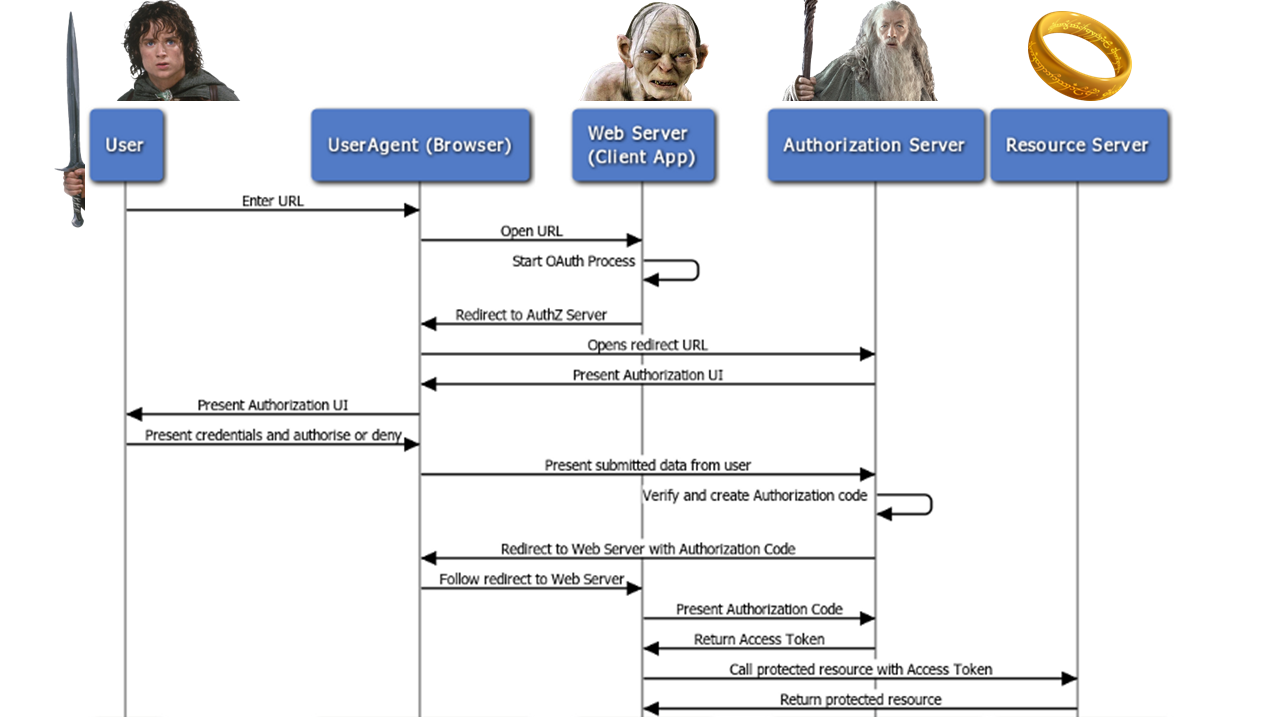 User
UserAgent (Browser)
Web Server
(Client App)
Authorization Server
Resource Server
Enter URL
Open URL
Start OAuth Process
Redirect to AuthZ Server
Opens redirect URL
Present Authorization UI
Present Authorization UI
Present credentials and authorise or deny
Present submitted data from user
Verify and create Authorization code
Redirect to Web Server with Authorization Code
Follow redirect to Web Server
Present Authorization Code
Return Access Token
Call protected resource with Access Token
Return protected resource